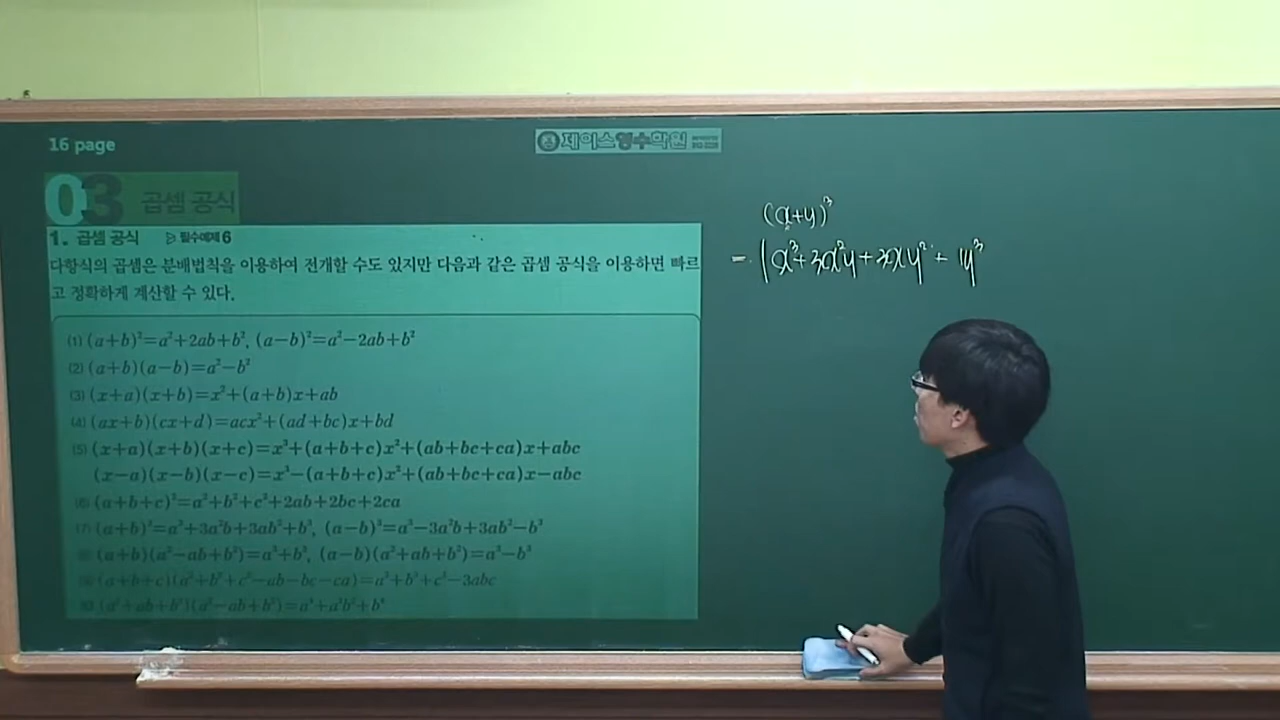 16 page
제이스영수학원
03 곱셈 공식
1. 곱셈 공식 ▷ 필수예제 6
다항식의 곱셈은 분배법칙을 이용하여 전개할 수도 있지만 다음과 같은 곱셈 공식을 이용하면 빠르
고 정확하게 계산할 수 있다.
(1) (a+b)²=a²+2ab+b², (a−b)²=a²−2ab+b²
(2) (a+b)(a−b)=a²−b²
(3) (x+a)(x+b)=x²+(a+b)x+ab
(4) (ax+b)(cx+d)=acx²+(ad+bc)x+bd
(5) (x+a)(x+b)(x+c)=x³+(a+b+c)x²+(ab+bc+ca)x+abc
(x−a)(x−b)(x−c)=x³−(a+b+c)x²+(ab+bc+ca)x−abc
(6) (a+b+c)²=a²+b²+c²+2ab+2bc+2ca
(7) (a+b)³=a³+3a²b+3ab²+b³, (a−b)³=a³−3a²b+3ab²−b³
(8) (a+b)(a²−ab+b²)=a³+b³, (a−b)(a²+ab+b²)=a³−b³
(9) (a+b+c)(a²+b²+c²−ab−bc−ca)=a³+b³+c³−3abc
(10) (a²+ab+b²)(a²−ab+b²)=a⁴+a²b²+b⁴
(x+y)³
= 1x³+3x²y+3xy²+1y³